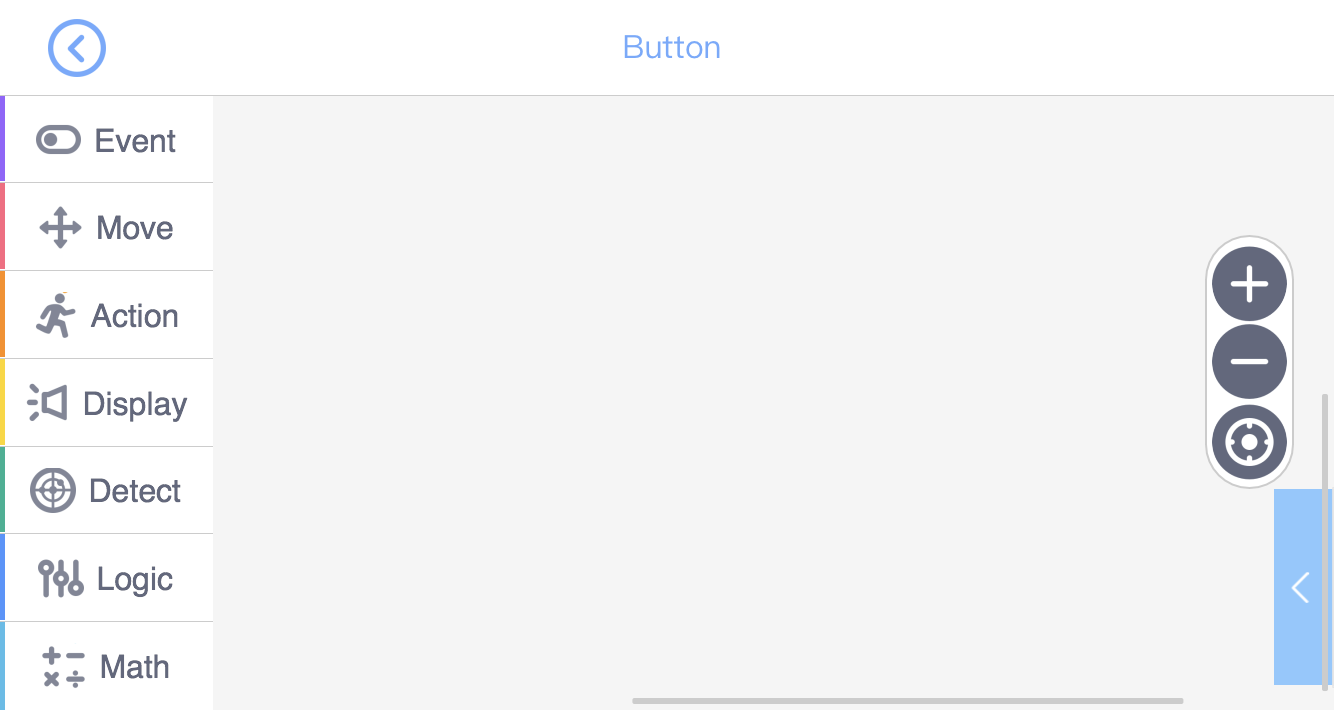 Button
Event
Move
Action
Display
Detect
Logic
Math